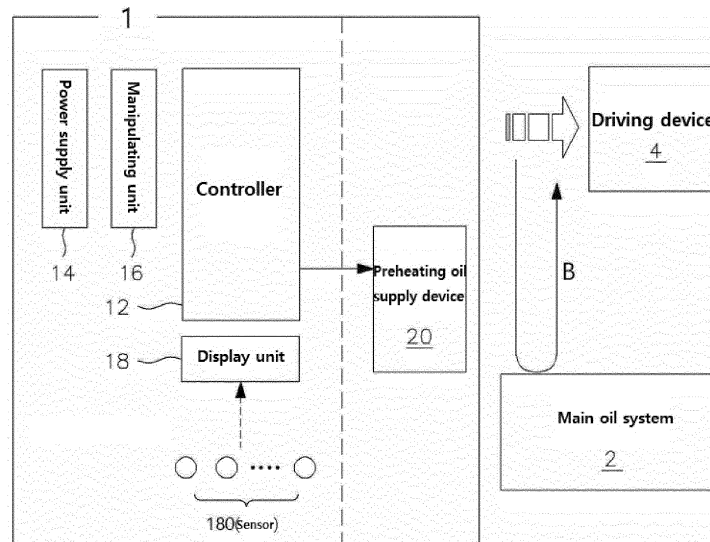 1
Power supply unit
Manipulating unit
Controller
Driving device
4
14
16
12
Preheating oil
supply device
20
B
18
Display unit
Main oil system
2
180(Sensor)